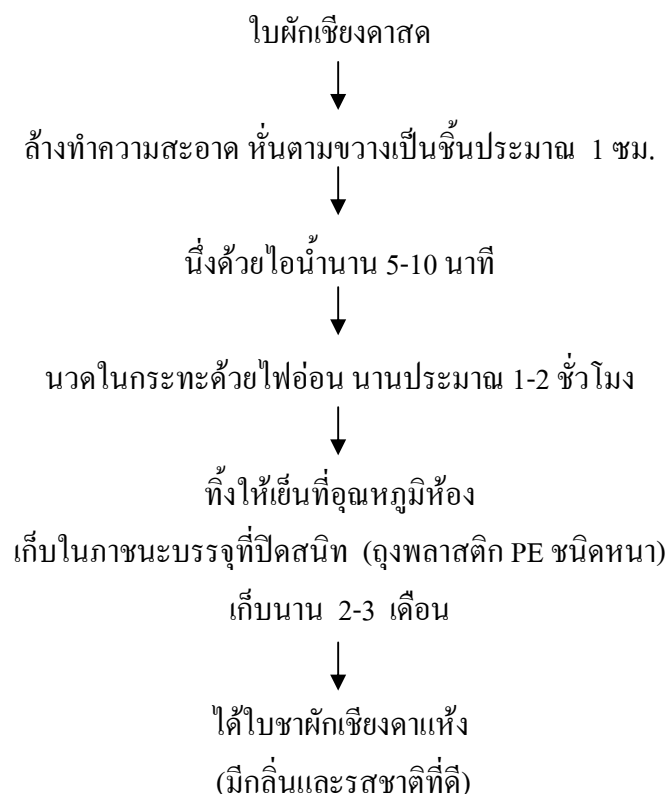 ใบผักเชียงดาสด
ล้างทำความสะอาด หั่นตามขวางเป็นชิ้นประมาณ 1 ซม.
นึ่งด้วยไอน้ำนาน 5-10 นาที
นวดในกระทะด้วยไฟอ่อน นานประมาณ 1-2 ชั่วโมง
ทิ้งให้เย็นที่อุณหภูมิห้อง
เก็บในภาชนะบรรจุที่ปิดสนิท (ถุงพลาสติก PE ชนิดหนา)
เก็บนาน 2-3 เดือน
ได้ใบชาผักเชียงดาแห้ง
(มีกลิ่นและรสชาติที่ดี)